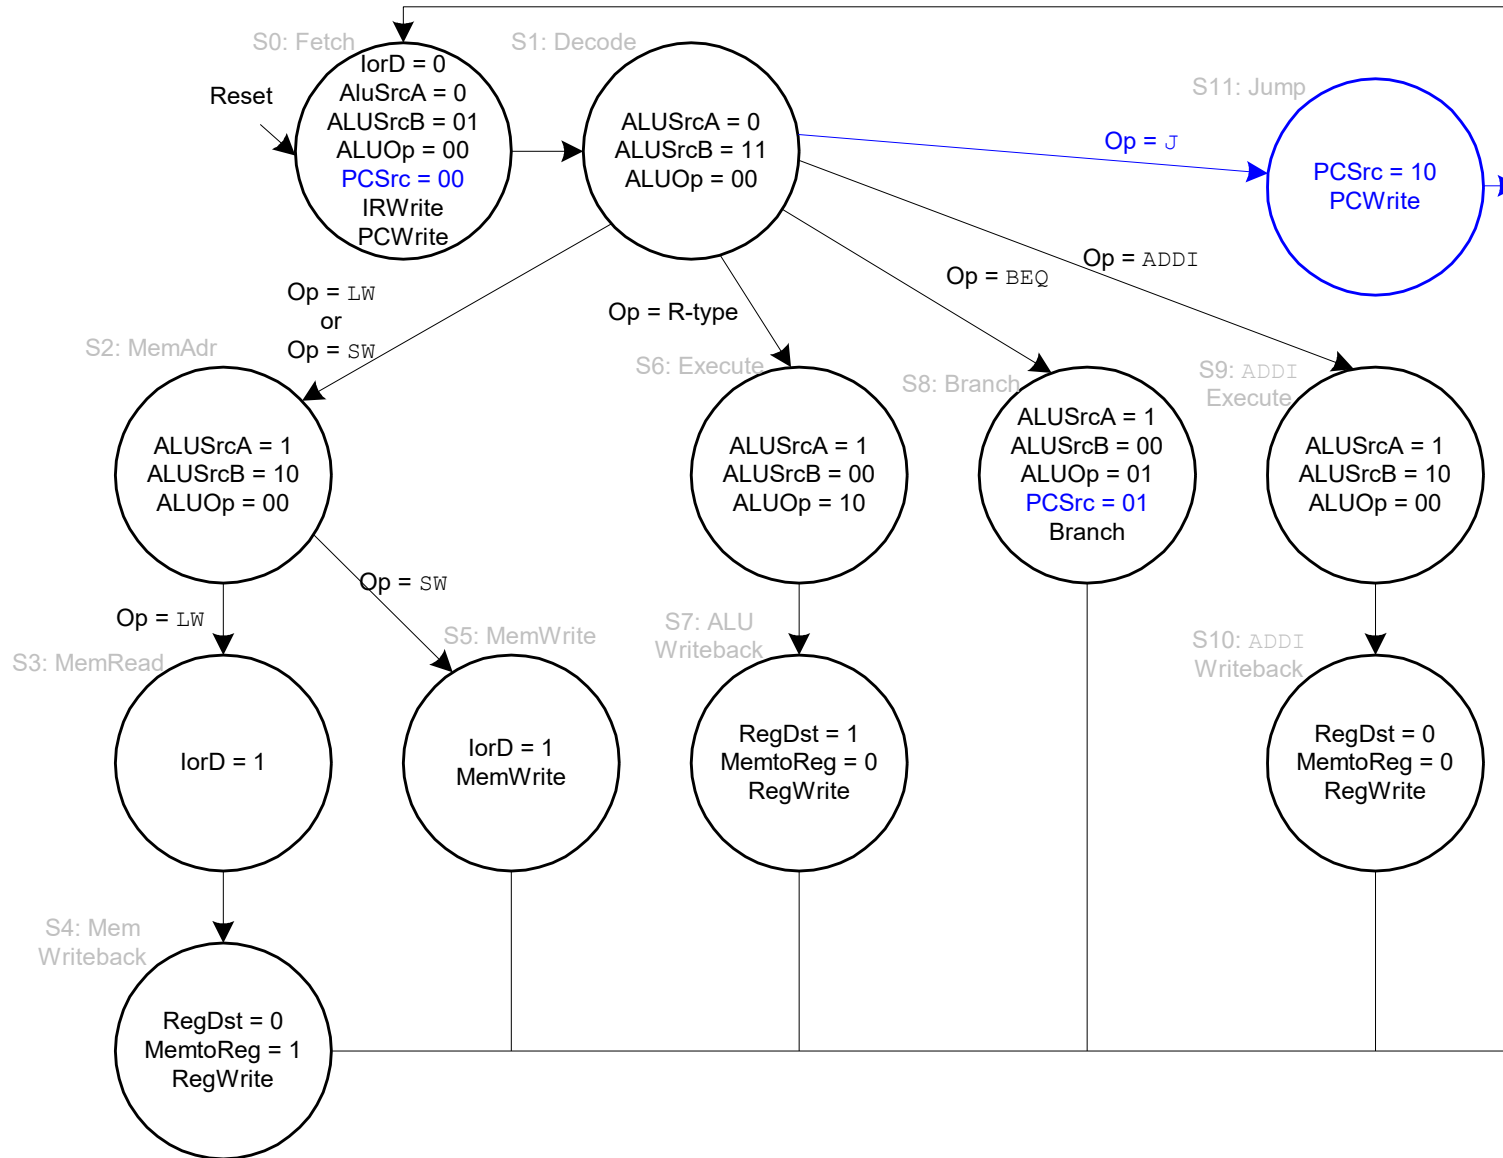 S0: Fetch
IorD = 0
AluSrcA = 0
ALUSrcB = 01
ALUOp = 00
PCSrc = 00
IRWrite
PCWrite
Reset
S1: Decode
ALUSrcA = 0
ALUSrcB = 11
ALUOp = 00
S11: Jump
Op = J
PCSrc = 10
PCWrite
Op = LW
or
Op = SW
Op = R-type
Op = BEQ
Op = ADDI
S2: MemAdr
ALUSrcA = 1
ALUSrcB = 10
ALUOp = 00
S6: Execute
ALUSrcA = 1
ALUSrcB = 00
ALUOp = 10
S8: Branch
ALUSrcA = 1
ALUSrcB = 00
ALUOp = 01
PCSrc = 01
Branch
S9: ADDI
Execute
ALUSrcA = 1
ALUSrcB = 10
ALUOp = 00
Op = LW
Op = SW
S3: MemRead
IorD = 1
S5: MemWrite
IorD = 1
MemWrite
S7: ALU
Writeback
RegDst = 1
MemtoReg = 0
RegWrite
S10: ADDI
Writeback
RegDst = 0
MemtoReg = 0
RegWrite
S4: Mem
Writeback
RegDst = 0
MemtoReg = 1
RegWrite